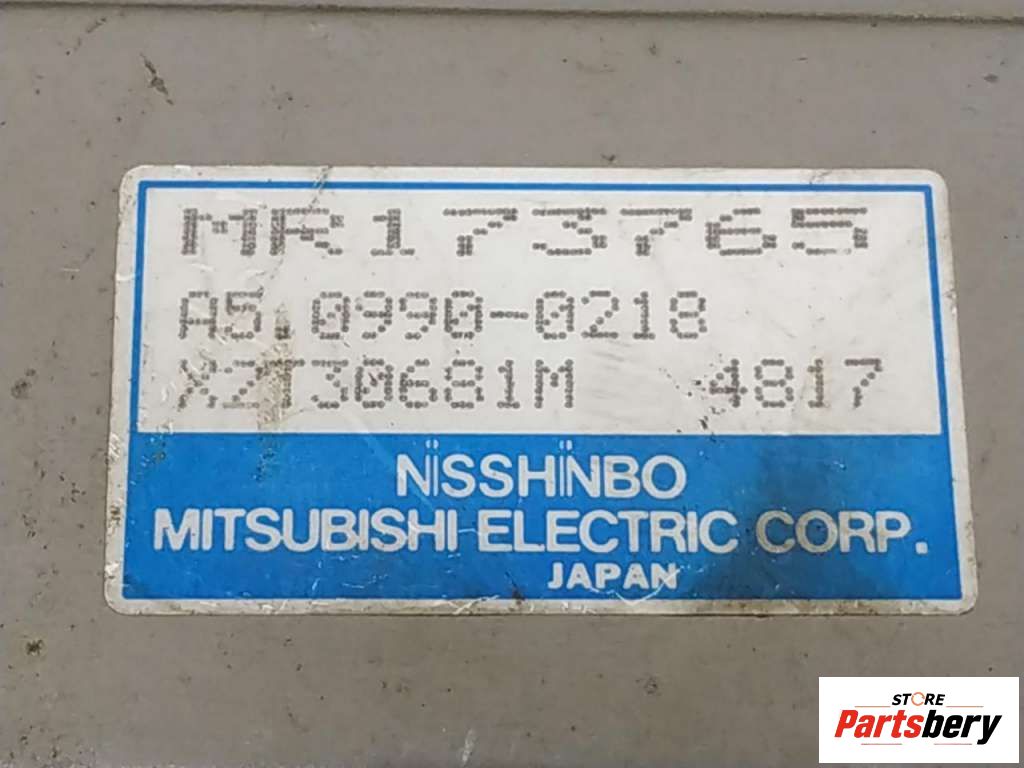 MR173765
A5.0990-0218
X2T30681M 4817
NISSHINBO
MITSUBISHI ELECTRIC CORP.
JAPAN
STORE
Partsbery